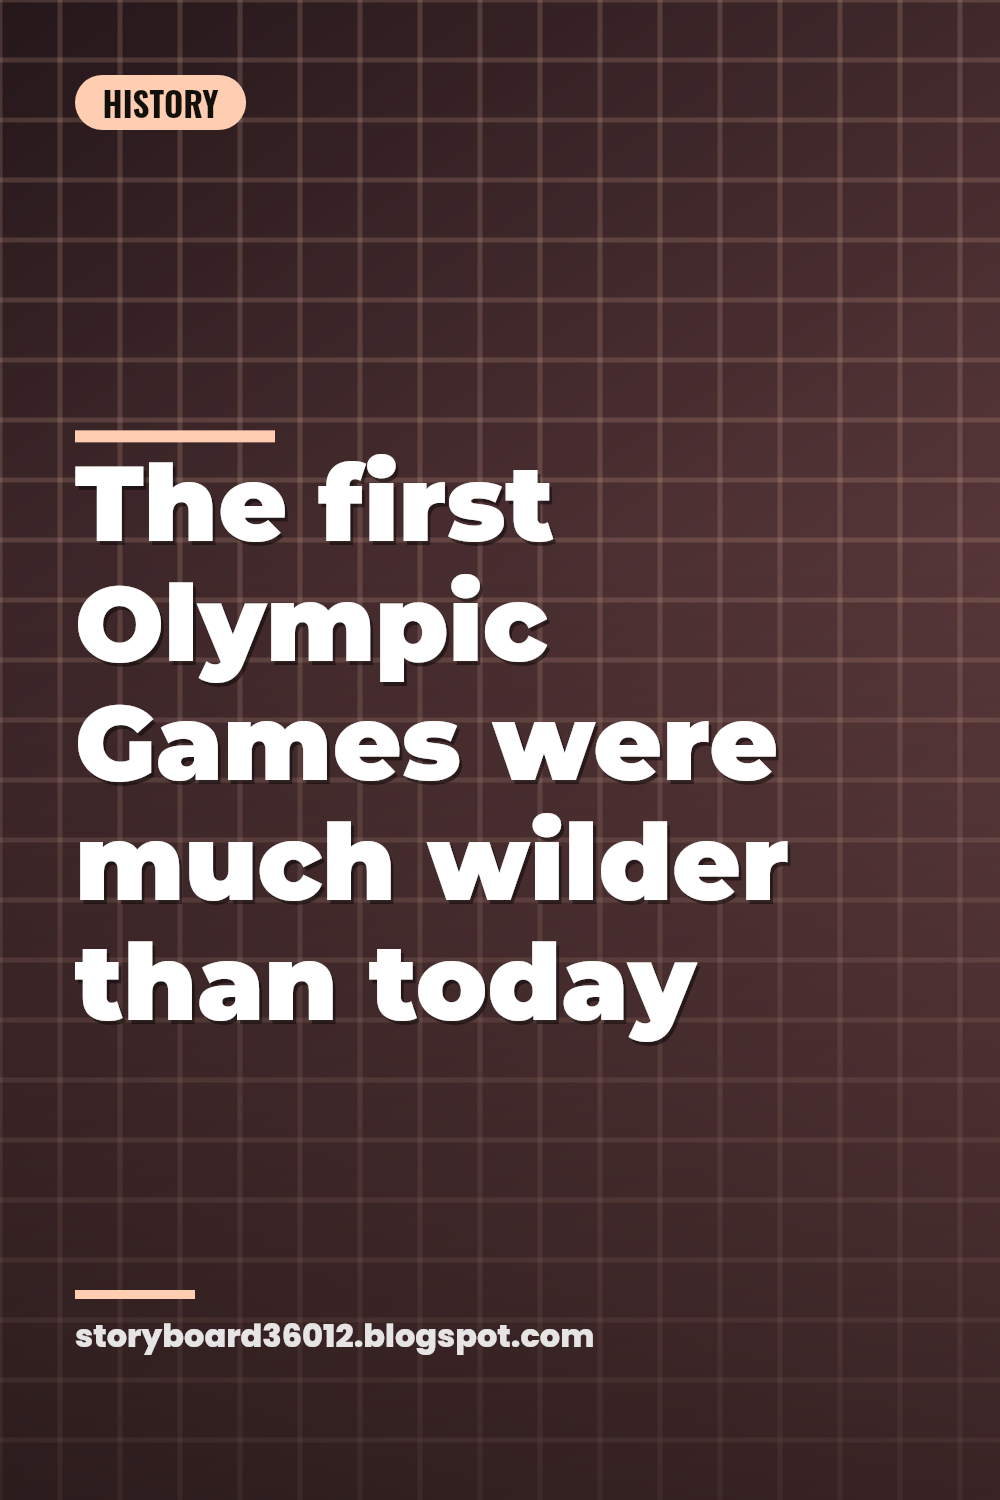 HISTORY
The first
Olympic
Games were
much wilder
than today
storyboard36012.blogspot.com